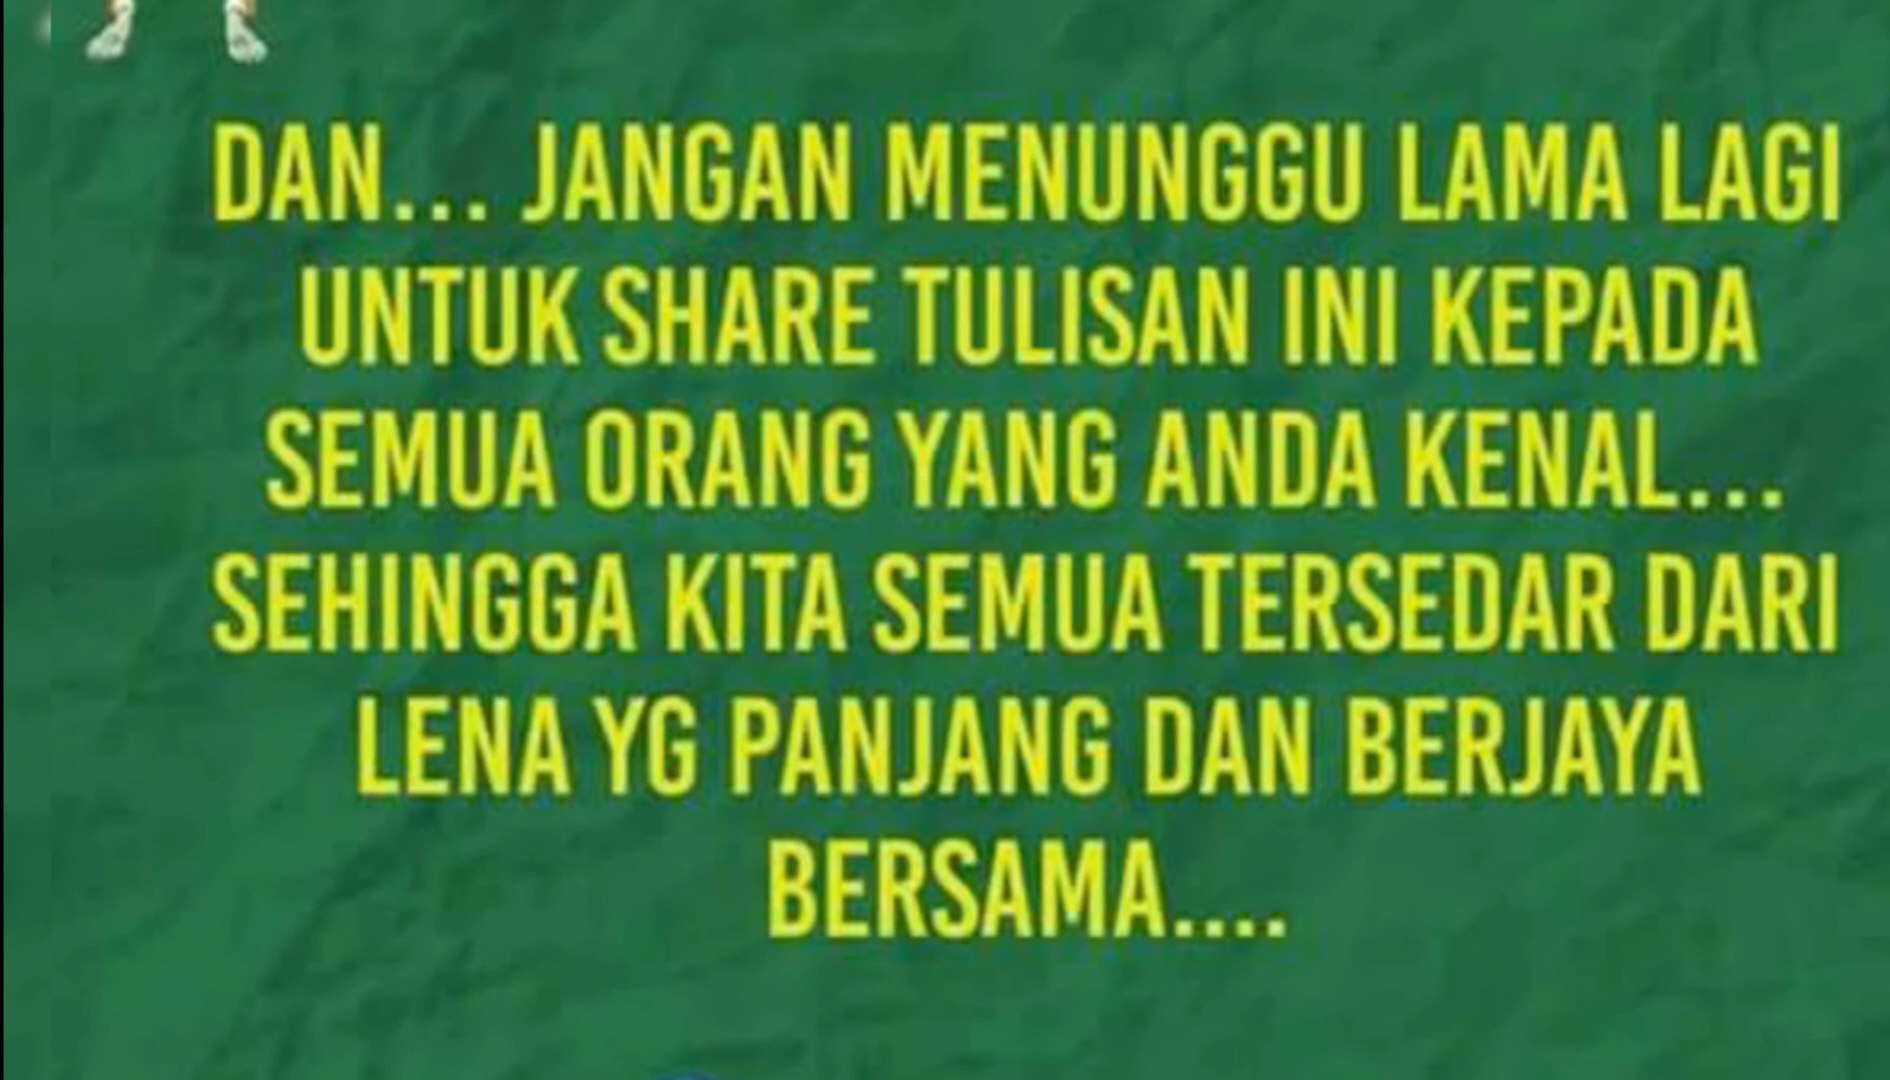 DAN... JANGAN MENUNGGU LAMA LAGI
UNTUK SHARE TULISAN INI KEPADA
SEMUA ORANG YANG ANDA KENAL...
SEHINGGA KITA SEMUA TERSEDAR DARI
LENA YG PANJANG DAN BERJAYA
BERSAMA....